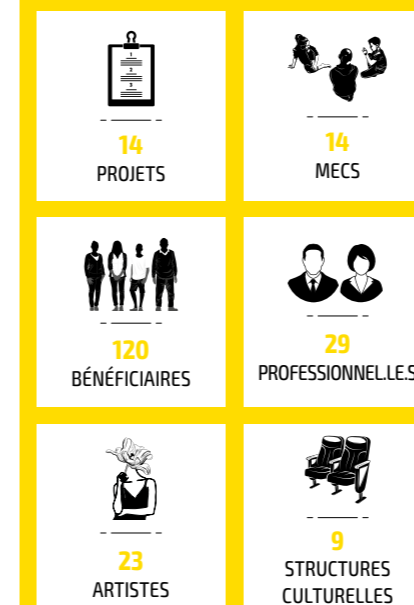 14
PROJETS
14
MECS
120
BÉNÉFICIAIRES
29
PROFESSIONNEL.LE.S
23
ARTISTES
9
STRUCTURES
CULTURELLES